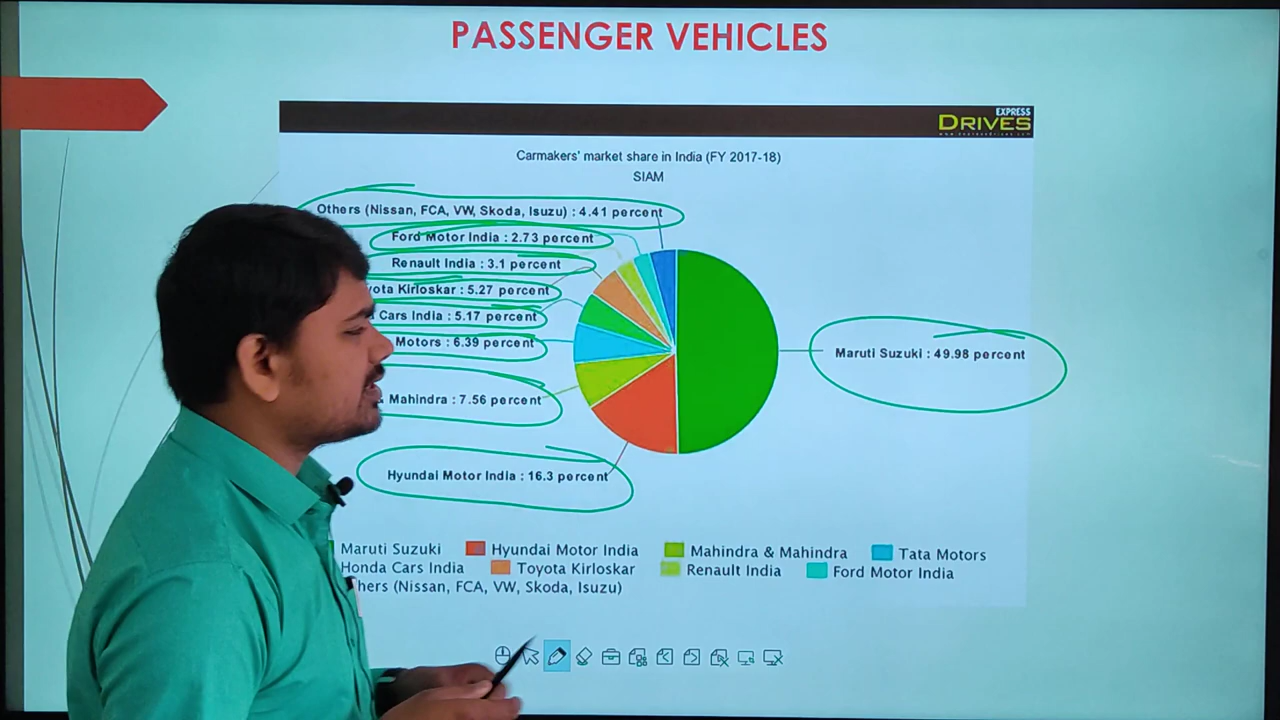 PASSENGER VEHICLES
EXPRESS
DRIVES
Carmakers' market share in India (FY 2017-18)
SIAM
Others (Nissan, FCA, VW, Skoda, Isuzu) : 4.41 percent
Ford Motor India : 2.73 percent
Renault India : 3.1 percent
Kirloskar : 5.27 percent
Cars India : 5.17 percent
Motors : 6.39 percent
Maruti Suzuki : 49.98 percent
Mahindra : 7.56 percent
Hyundai Motor India : 16.3 percent
Maruti Suzuki Hyundai Motor India Mahindra & Mahindra Tata Motors
Honda Cars India Toyota Kirloskar Renault India Ford Motor India
(Nissan, FCA, VW, Skoda, Isuzu)